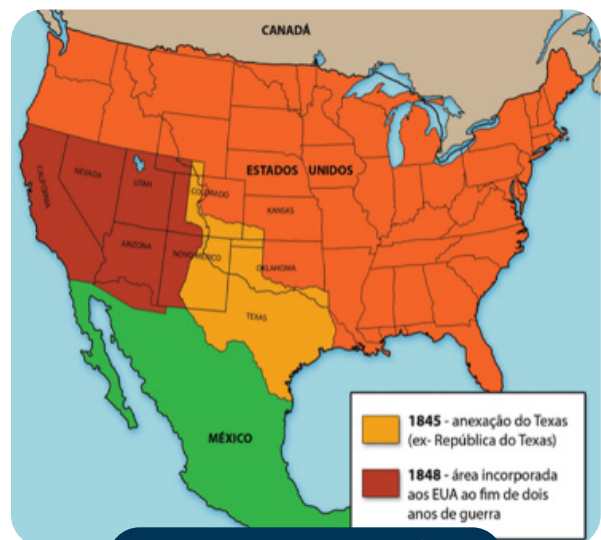 CANADÁ
ESTADOS UNIDOS
CALIFORNIA
NEVADA
UTAH
COLORADO
KANSAS
ARIZONA
NOVO MÉXICO
OKLAHOMA
TEXAS
MÉXICO
1845 - anexação do Texas
(ex- República do Texas)
1848 - área incorporada
aos EUA ao fim de dois
anos de guerra